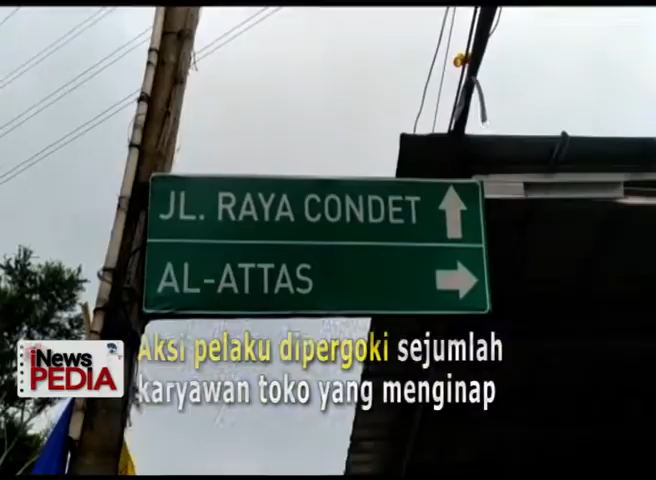 JL. RAYA CONDET
AL-ATTAS
iNews
PEDIA
Aksi pelaku dipergoki sejumlah
karyawan toko yang menginap